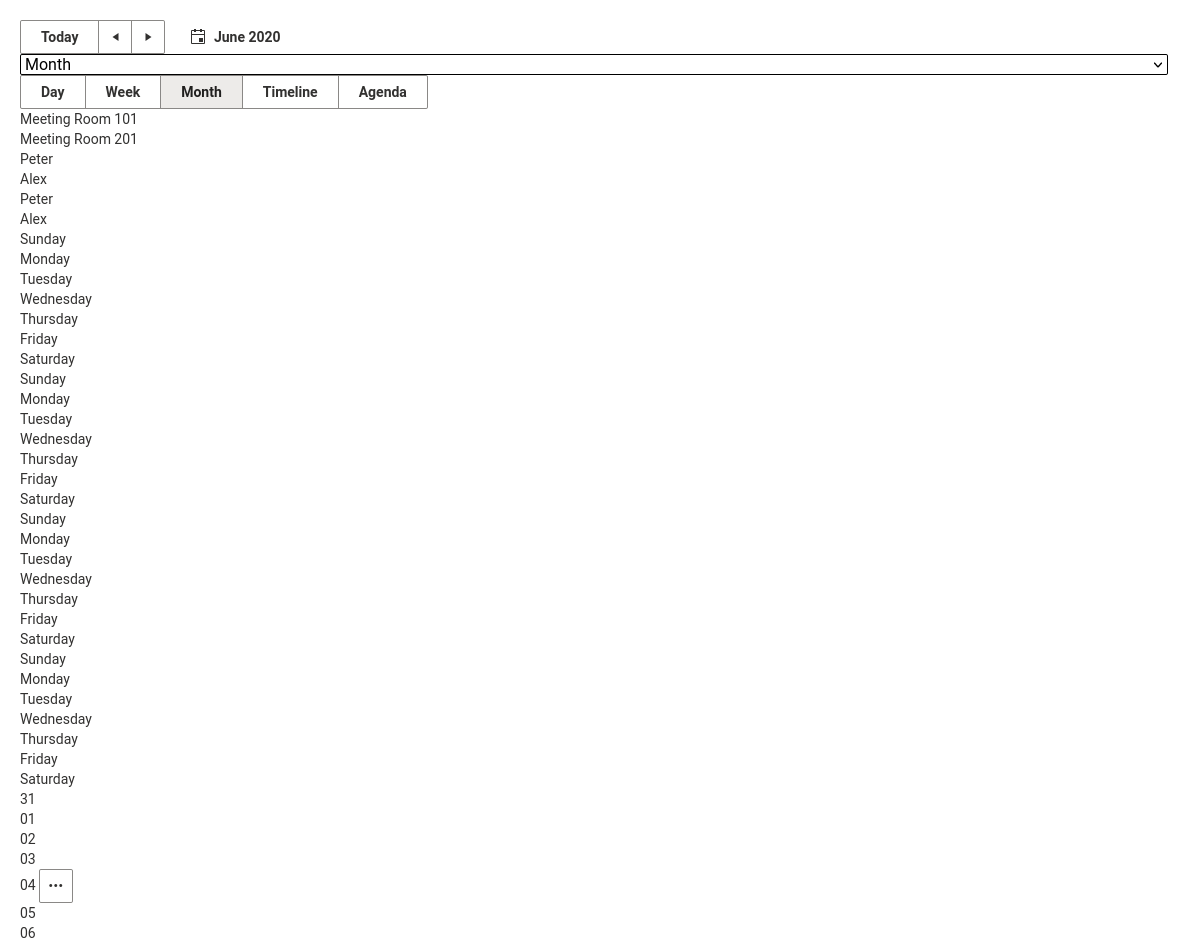 Today June 2020
Month
Day Week Month Timeline Agenda
Meeting Room 101
Meeting Room 201
Peter
Alex
Peter
Alex
Sunday
Monday
Tuesday
Wednesday
Thursday
Friday
Saturday
Sunday
Monday
Tuesday
Wednesday
Thursday
Friday
Saturday
Sunday
Monday
Tuesday
Wednesday
Thursday
Friday
Saturday
Sunday
Monday
Tuesday
Wednesday
Thursday
Friday
Saturday
31
01
02
03
04 ...
05
06